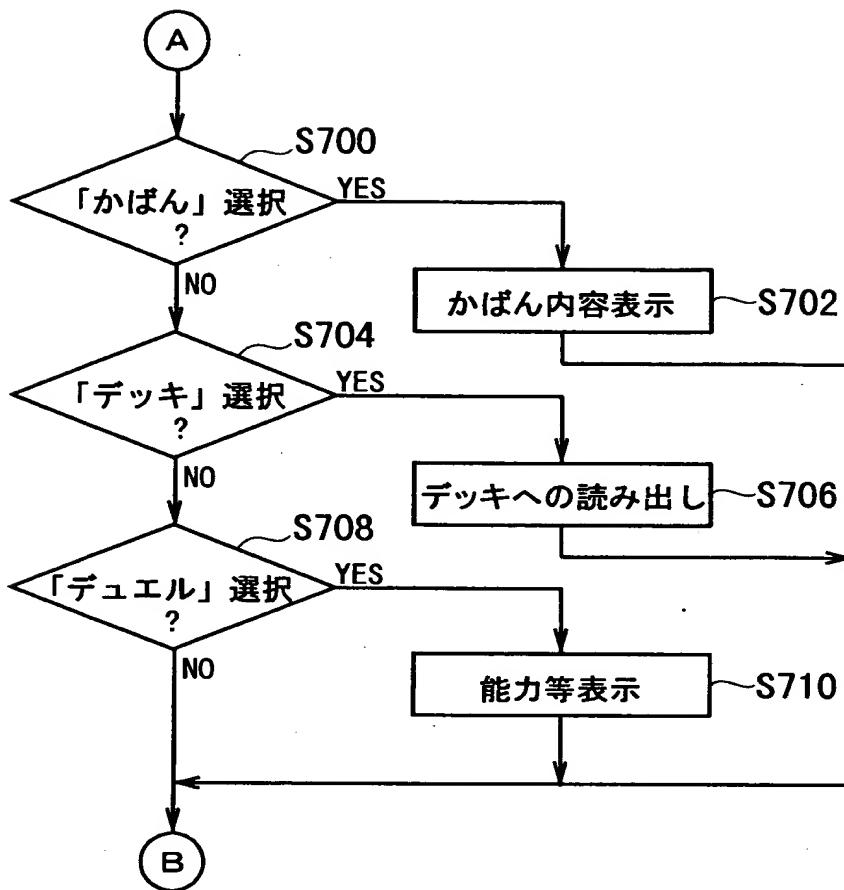 A
S700
「かばん」選択
?
YES
NO
かばん内容表示
S702
S704
「デッキ」選択
?
YES
NO
デッキへの読み出し
S706
S708
「デュエル」選択
?
YES
NO
能力等表示
S710
B